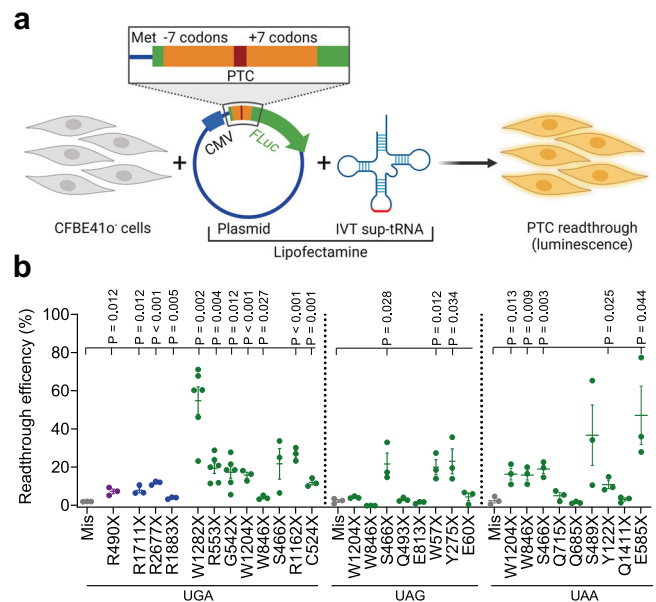 a
Met -7 codons +7 codons
PTC
CMV
FLuc
+
+
CFBE41o- cells
Plasmid
IVT sup-tRNA
Lipofectamine
PTC readthrough
(luminescence)
b
Readthrough efficency (%)
100
80
60
40
20
0
P = 0.012
P = 0.012
P < 0.001
P = 0.005
P = 0.002
P = 0.004
P = 0.012
P < 0.001
P = 0.027
P < 0.001
P = 0.001
P = 0.028
P = 0.012
P = 0.034
P = 0.013
P = 0.009
P = 0.003
P = 0.025
P = 0.044
Mis
R490X
R1711X
R2677X
R1883X
W1282X
R553X
G542X
W1204X
W846X
S466X
R1162X
C524X
Mis
W1204X
W846X
S466X
Q493X
E813X
W57X
Y275X
E60X
Mis
W1204X
W846X
S466X
Q715X
Q685X
S489X
Y122X
Q1411X
E585X
UGA
UAG
UAA